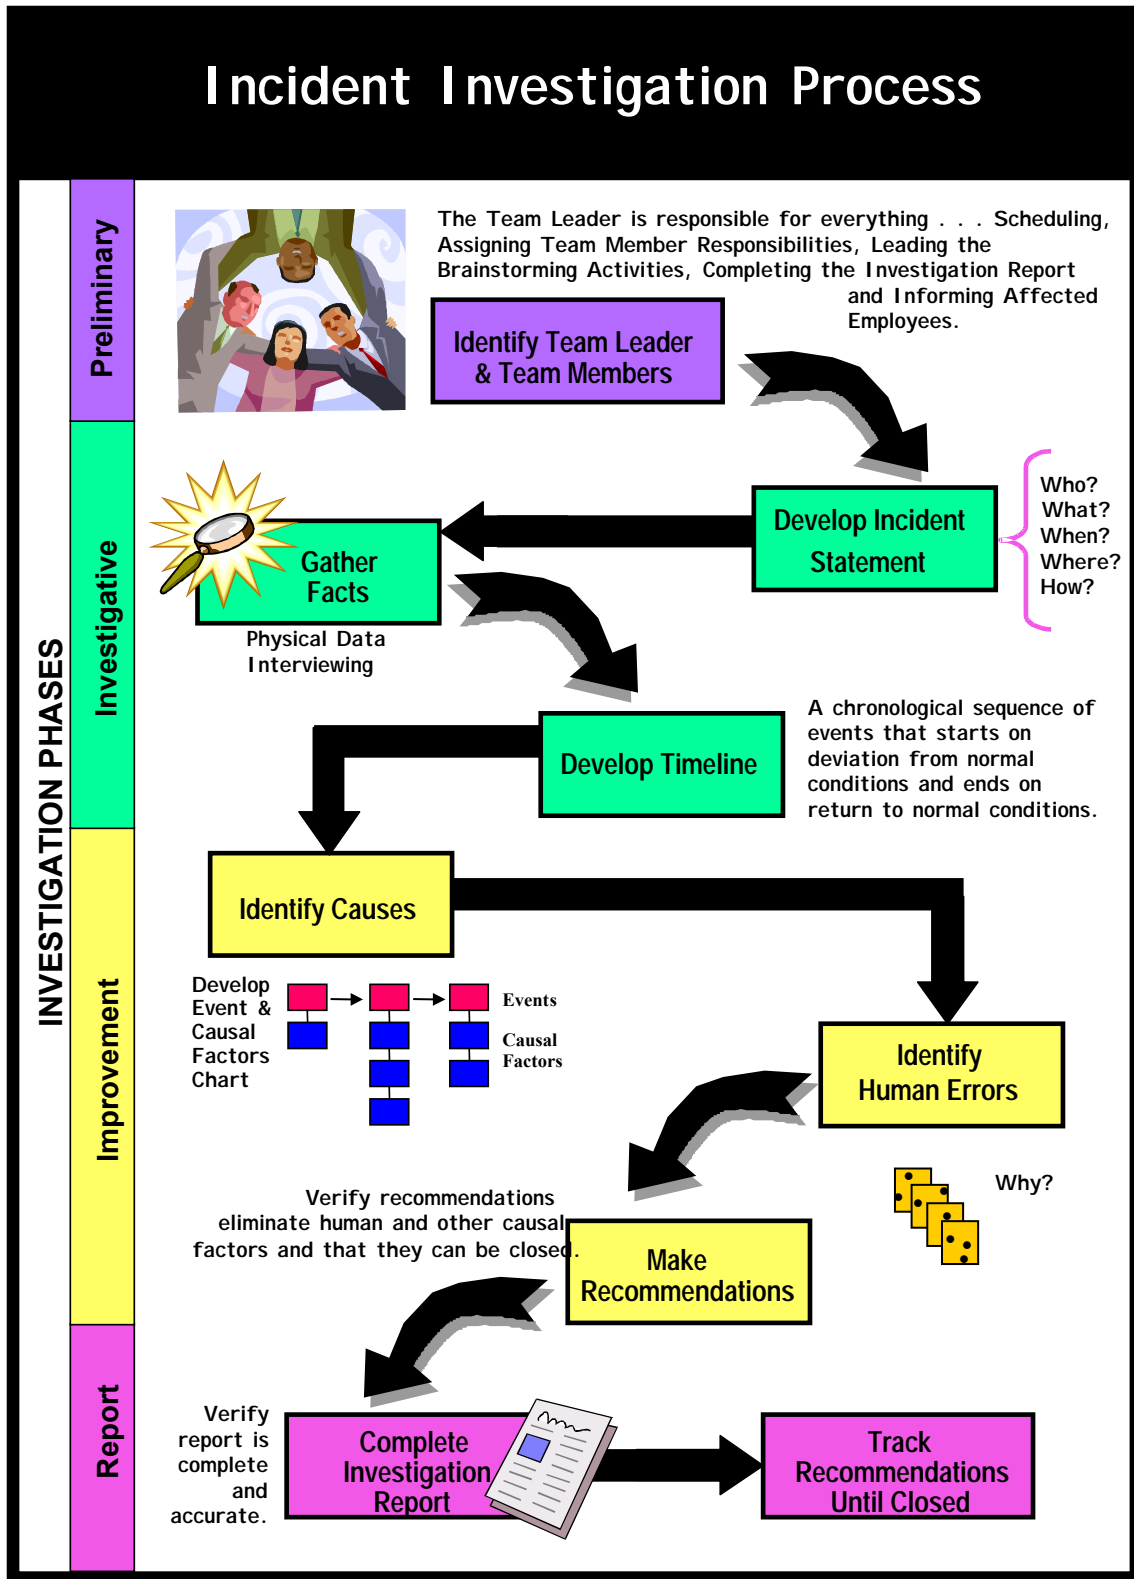 Incident Investigation Process
INVESTIGATION PHASES
Preliminary
The Team Leader is responsible for everything . . . Scheduling,
Assigning Team Member Responsibilities, Leading the
Brainstorming Activities, Completing the Investigation Report
and Informing Affected
Employees.
Identify Team Leader
& Team Members
Investigative
Develop Incident
Statement
Who?
What?
When?
Where?
How?
Gather
Facts
Physical Data
Interviewing
Develop Timeline
A chronological sequence of
events that starts on
deviation from normal
conditions and ends on
return to normal conditions.
Improvement
Identify Causes
Develop
Event &
Causal
Factors
Chart
Events
Causal
Factors
Identify
Human Errors
Why?
Verify recommendations
eliminate human and other causal
factors and that they can be closed.
Make
Recommendations
Report
Verify
report is
complete
and
accurate.
Complete
Investigation
Report
Track
Recommendations
Until Closed